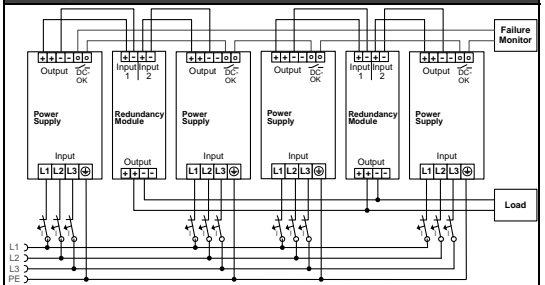 + + - - o o
+ - + -
+ + - - o o
+ + - - o o
+ - + -
+ + - - o o
Failure
Monitor
Output DC-
OK
Input Input
1 2
Output DC-
OK
Output DC-
OK
Input Input
1 2
Output DC-
OK
Power
Supply
Redundancy
Module
Power
Supply
Power
Supply
Redundancy
Module
Power
Supply
Input
L1 L2 L3
Output
+ + - -
Input
L1 L2 L3
Input
L1 L2 L3
Output
+ + - -
Input
L1 L2 L3
Load
I I I
I I I
I I I
I I I
L1
L2
L3
PE